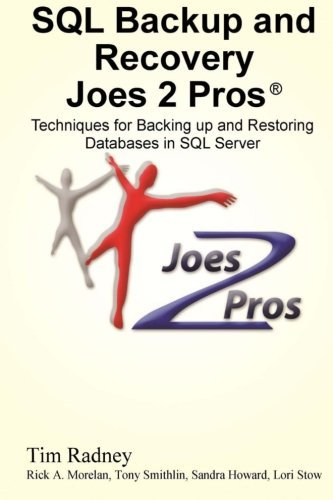 SQL Backup and
Recovery
Joes 2 Pros®
Techniques for Backing up and Restoring
Databases in SQL Server
Joes
2
Pros
Tim Radney
Rick A. Morelan, Tony Smithlin, Sandra Howard, Lori Stow